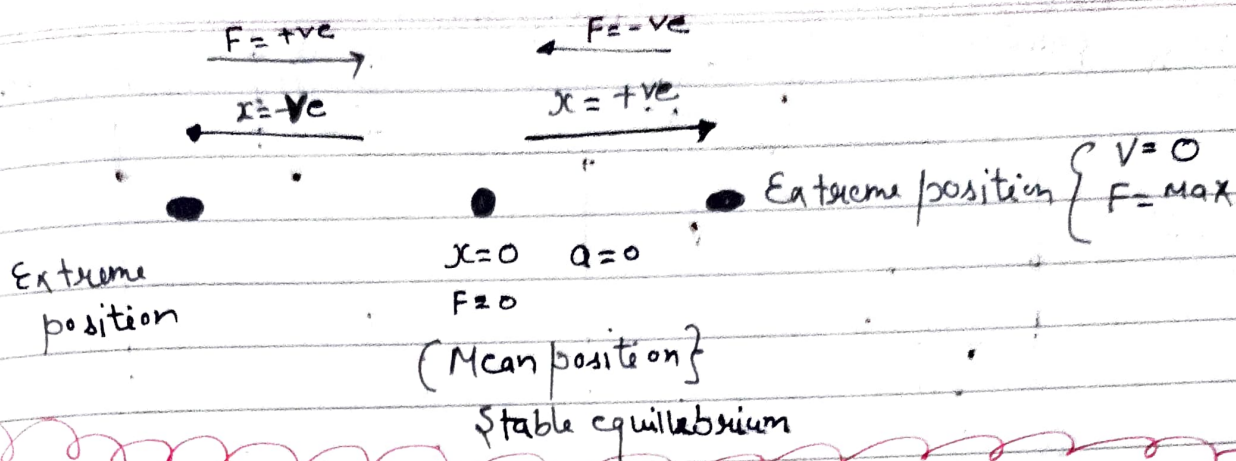 F = +ve
F = -ve
x = -ve
x = +ve
Extreme position { V = 0
F = Max
x = 0 a = 0
Extreme
position
F = 0
(Mean position}
Stable equillebrium